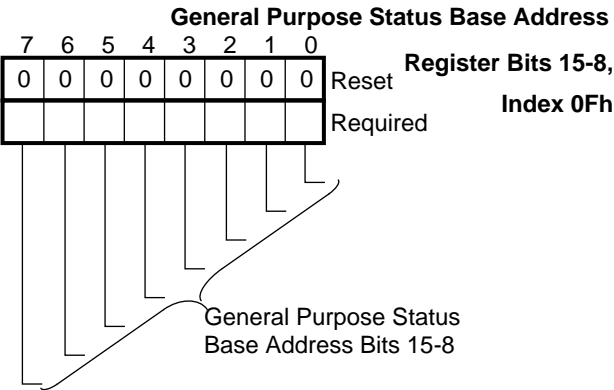 General Purpose Status Base Address
Register Bits 15-8,
Index 0Fh
7 6 5 4 3 2 1 0
0 0 0 0 0 0 0 0 Reset
Required
General Purpose Status
Base Address Bits 15-8